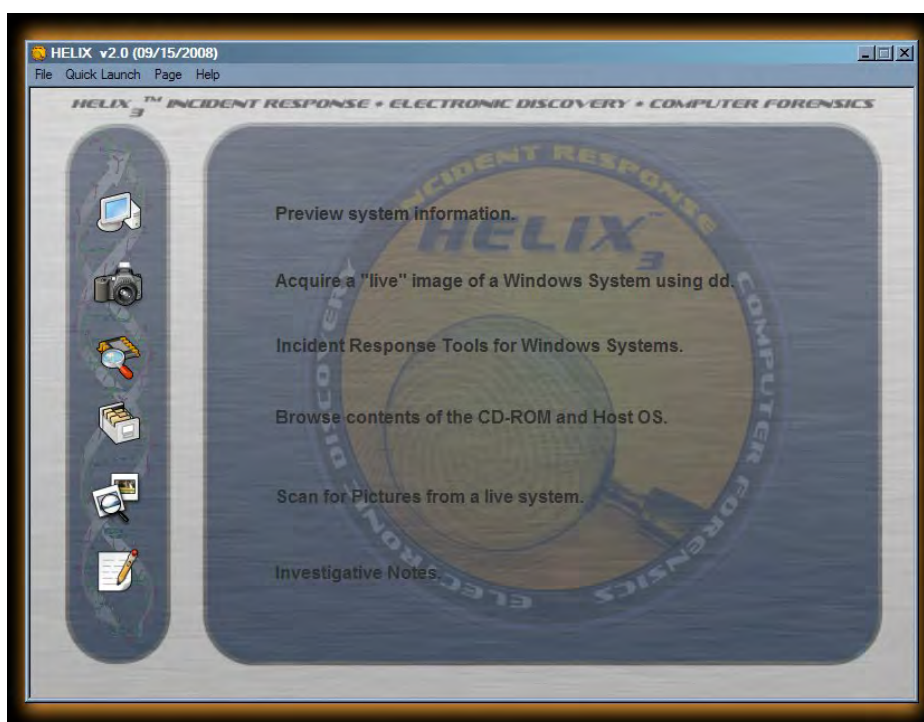 HELIX v2.0 (09/15/2008)
File Quick Launch Page Help
HELIX3™ INCIDENT RESPONSE • ELECTRONIC DISCOVERY • COMPUTER FORENSICS
INCIDENT RESPONSE
HELIX3™
Preview system information.
Acquire a "live" image of a Windows System using dd.
Incident Response Tools for Windows Systems.
Browse contents of the CD-ROM and Host OS.
Scan for Pictures from a live system.
Investigative Notes.
COMPUTER FORENSICS
ELECTRONIC DISCOVERY